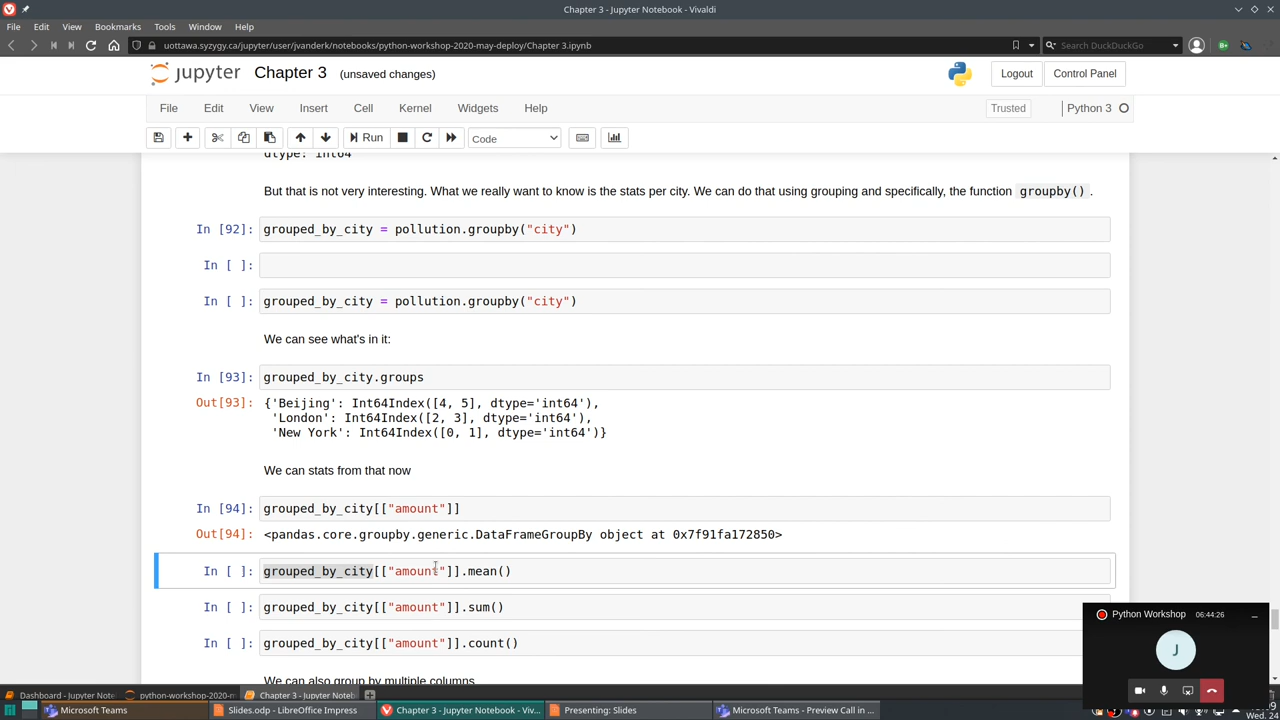 Chapter 3 - Jupyter Notebook - Vivaldi
File Edit View Bookmarks Tools Window Help
uottawa.syzygy.ca/jupyter/user/jvanderk/notebooks/python-workshop-2020-may-deploy/Chapter 3.ipynb
Search DuckDuckGo
jupyter Chapter 3 (unsaved changes)
Logout Control Panel
File Edit View Insert Cell Kernel Widgets Help
Trusted Python 3
Run Code
dtype: int64
But that is not very interesting. What we really want to know is the stats per city. We can do that using grouping and specifically, the function groupby() .
In [92]: grouped_by_city = pollution.groupby("city")
In [ ]:
In [ ]: grouped_by_city = pollution.groupby("city")
We can see what's in it:
In [93]: grouped_by_city.groups
Out[93]: {'Beijing': Int64Index([4, 5], dtype='int64'),
'London': Int64Index([2, 3], dtype='int64'),
'New York': Int64Index([0, 1], dtype='int64')}
We can stats from that now
In [94]: grouped_by_city[["amount"]]
Out[94]: <pandas.core.groupby.generic.DataFrameGroupBy object at 0x7f91fa172850>
In [ ]: grouped_by_city[["amount"]].mean()
In [ ]: grouped_by_city[["amount"]].sum()
In [ ]: grouped_by_city[["amount"]].count()
We can also group by multiple columns
Python Workshop 06:44:26
J
Dashboard - Jupyter Note python-workshop-2020-m Chapter 3 - Jupyter Noteb
Microsoft Teams Slides.odp - LibreOffice Impress Chapter 3 - Jupyter Notebook - Viv... Presenting: Slides Microsoft Teams - Preview Call in ...
Wed. 24